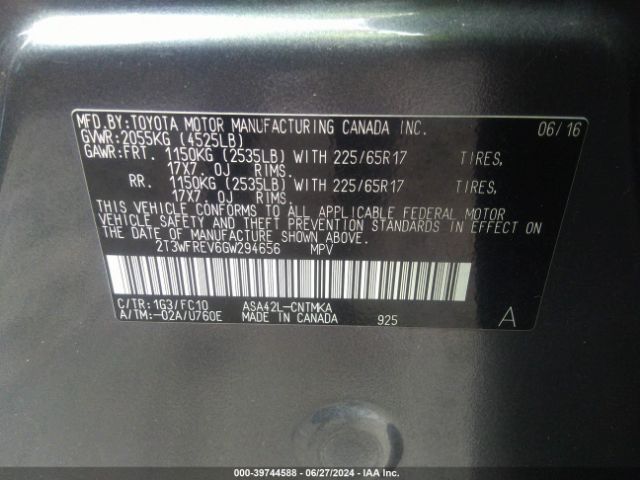 MFD.BY:TOYOTA MOTOR MANUFACTURING CANADA INC. 06/16
GVWR:2055KG (4525LB)
GAWR:FRT. 1150KG (2535LB) WITH 225/65R17 TIRES,
17X7. 0J RIMS.
RR. 1150KG (2535LB) WITH 225/65R17 TIRES,
17X7. 0J RIMS.
THIS VEHICLE CONFORMS TO ALL APPLICABLE FEDERAL MOTOR
VEHICLE SAFETY AND THEFT PREVENTION STANDARDS IN EFFECT ON
THE DATE OF MANUFACTURE SHOWN ABOVE.
2T3WFREV6GW294656 MPV
C/TR:1G3/FC10 ASA42L-CNTMKA
A/TM:-02A/U760E MADE IN CANADA 925 A
000-39744588 - 06/27/2024 - IAA Inc.